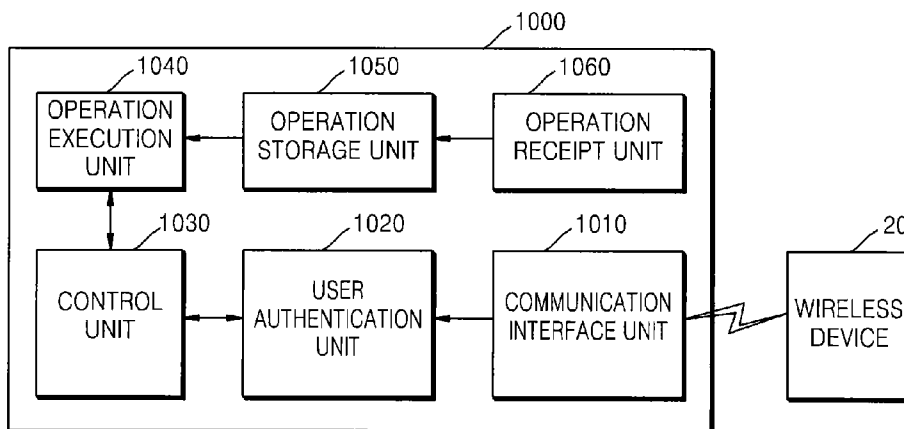 1000
1040
1050
1060
OPERATION
EXECUTION
UNIT
OPERATION
STORAGE UNIT
OPERATION
RECEIPT UNIT
1030
1020
1010
20
CONTROL
UNIT
USER
AUTHENTICATION
UNIT
COMMUNICATION
INTERFACE UNIT
WIRELESS
DEVICE